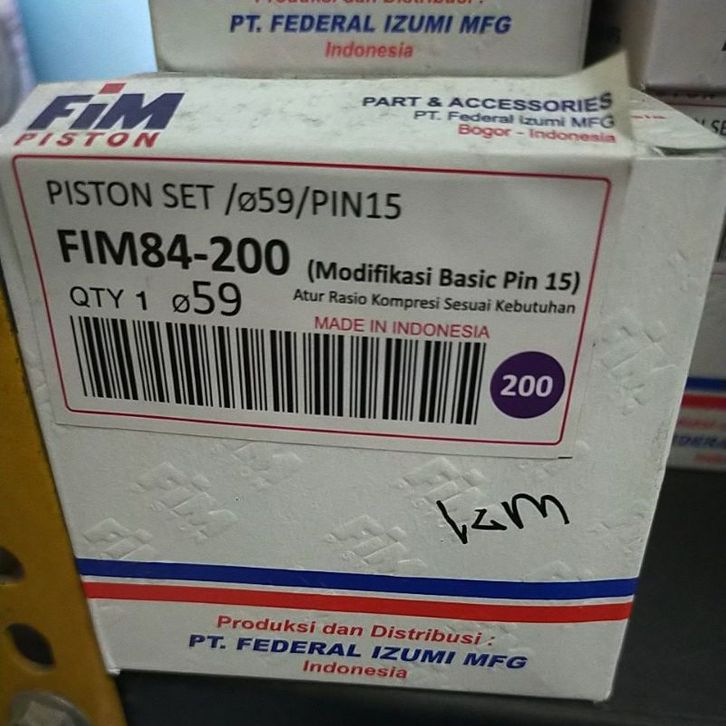 PT. FEDERAL IZUMI MFG
Indonesia
FiM
PISTON
PART & ACCESSORIES
PT. Federal Izumi MFG
Bogor - Indonesia
PISTON SET /ø59/PIN15
FIM84-200 (Modifikasi Basic Pin 15)
QTY 1 ø59 Atur Rasio Kompresi Sesuai Kebutuhan
MADE IN INDONESIA
200
FiM
FiM
Produksi dan Distribusi :
PT. FEDERAL IZUMI MFG
Indonesia